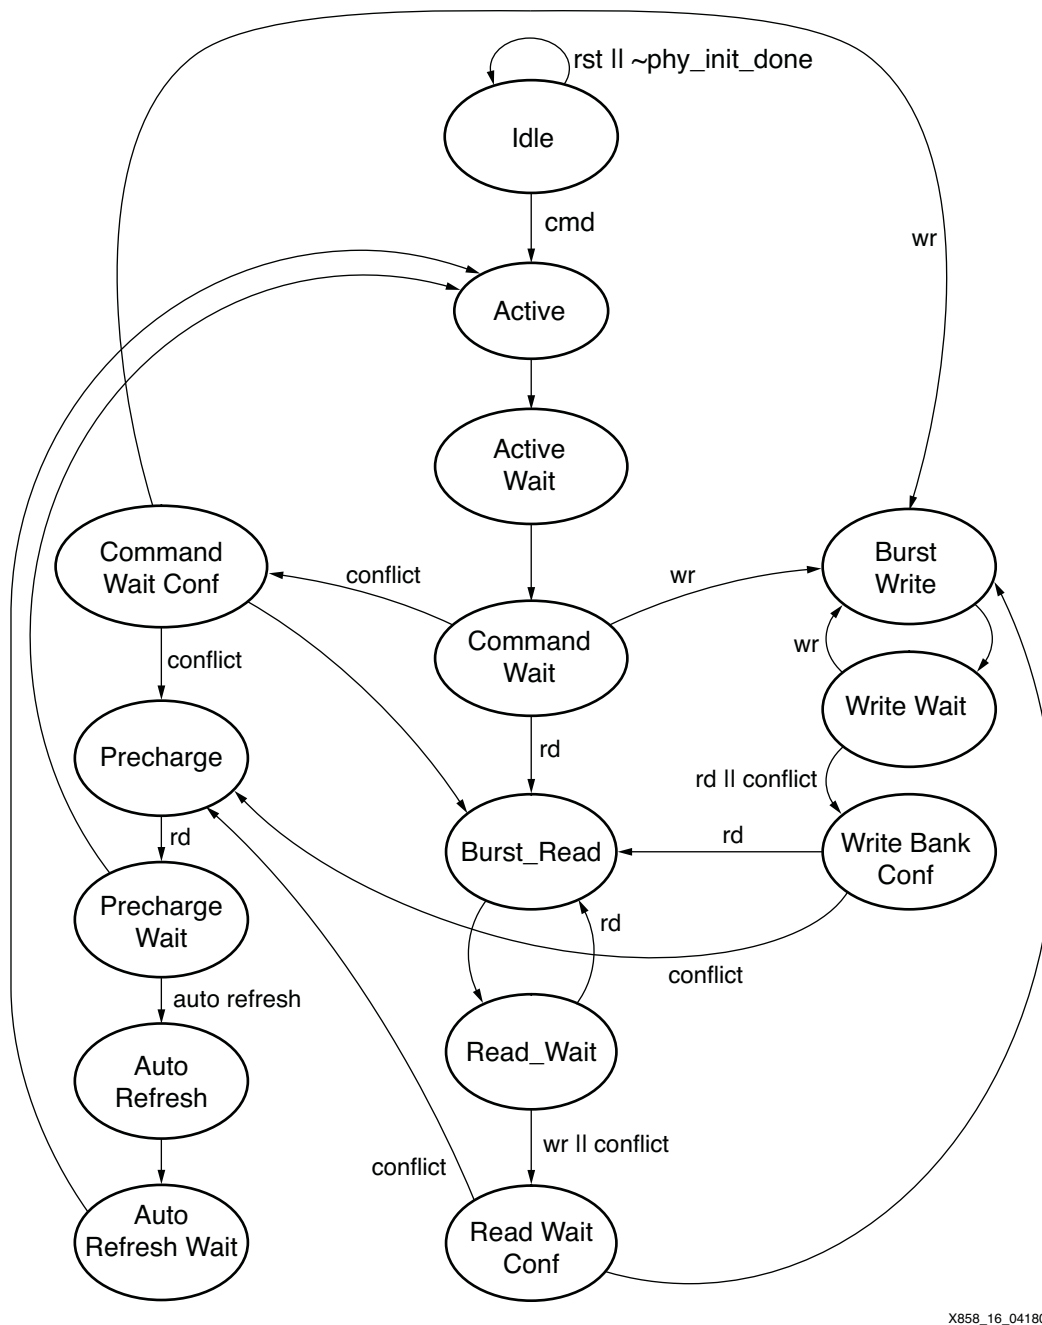 rst || ~phy_init_done
Idle
cmd
wr
Active
Active
Wait
Command
Wait Conf
conflict
wr
Burst
Write
Command
Wait
wr
conflict
Write Wait
Precharge
rd
rd || conflict
rd
Burst_Read
rd
Write Bank
Conf
Precharge
Wait
rd
conflict
auto refresh
Read_Wait
Auto
Refresh
wr || conflict
conflict
Auto
Refresh Wait
Read Wait
Conf
X858_16_04180